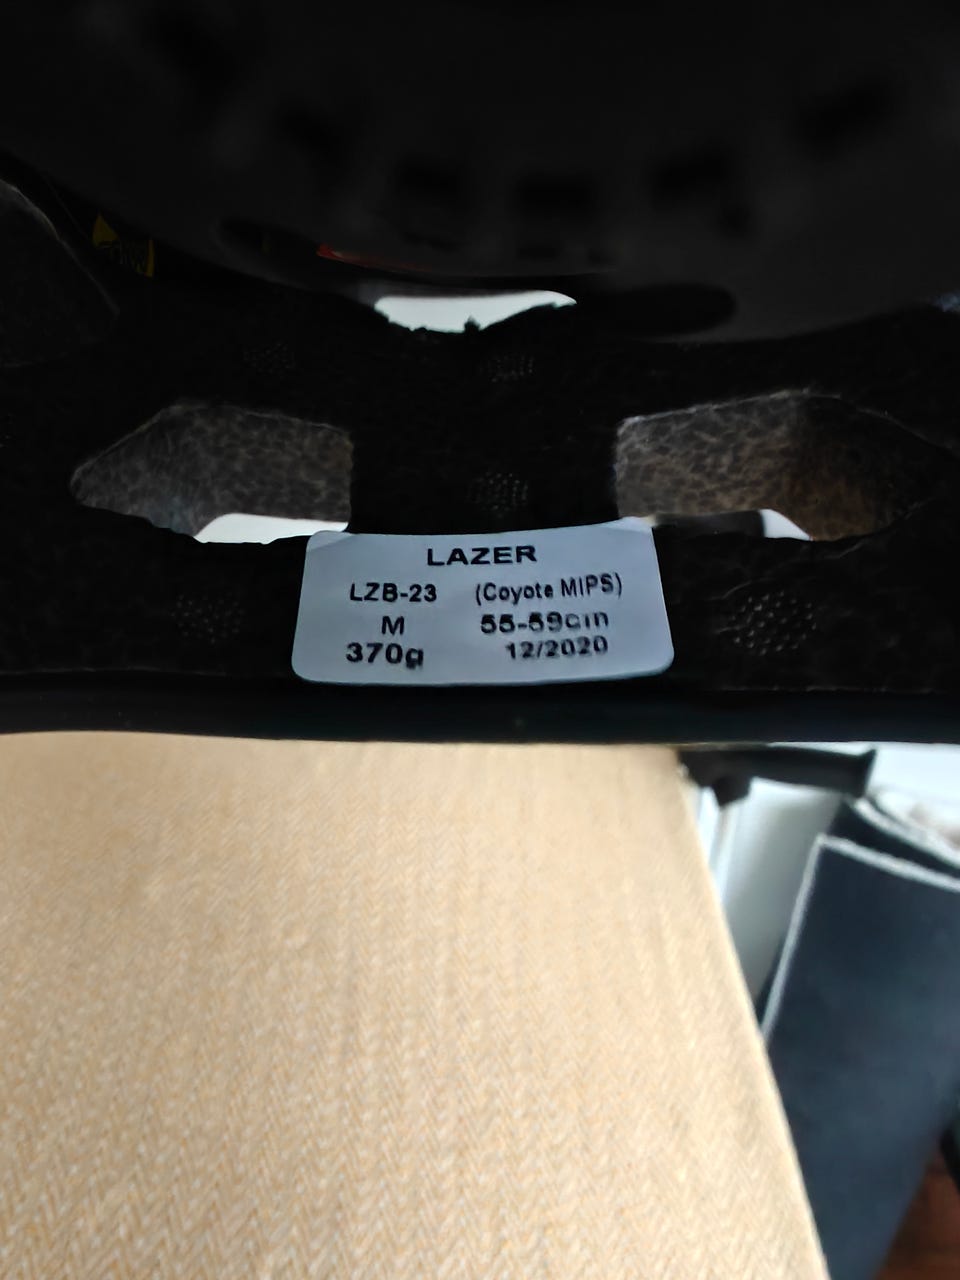 LAZER
LZB-23 (Coyote MIPS)
M 55-59cm
370g 12/2020